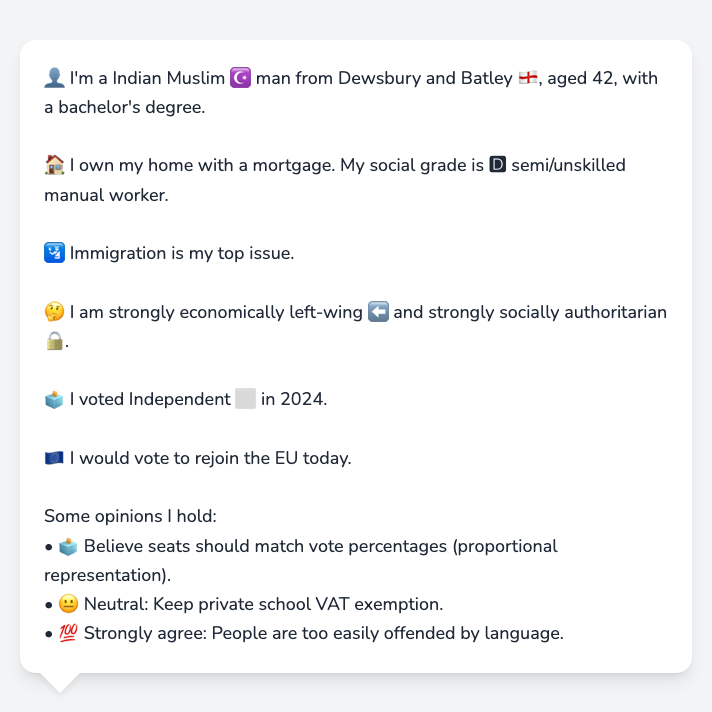 👤 I'm a Indian Muslim ☪️ man from Dewsbury and Batley 🏴󠁧󠁢󠁥󠁮󠁧󠁿, aged 42, with
a bachelor's degree.
🏠 I own my home with a mortgage. My social grade is 🅳 semi/unskilled
manual worker.
🛂 Immigration is my top issue.
🤔 I am strongly economically left-wing ⬅️ and strongly socially authoritarian
🔒.
🗳️ I voted Independent ⬜ in 2024.
🇪🇺 I would vote to rejoin the EU today.
Some opinions I hold:
• 🗳️ Believe seats should match vote percentages (proportional
representation).
• 😐 Neutral: Keep private school VAT exemption.
• 💯 Strongly agree: People are too easily offended by language.